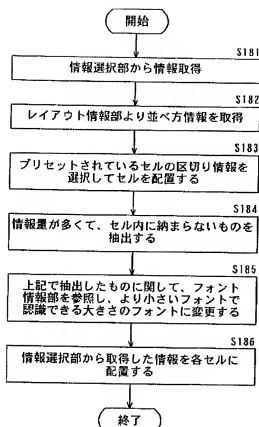 開始
S181
情報選択部から情報取得
S182
レイアウト情報部より並べ方情報を取得
S183
プリセットされているセルの区切り情報を
選択してセルを配置する
S184
情報量が多くて、セル内に納まらないものを
抽出する
S185
上記で抽出したものに関して、フォント
情報部を参照し、より小さいフォントで
認識できる大きさのフォントに変更する
S186
情報選択部から取得した情報を各セルに
配置する
終了